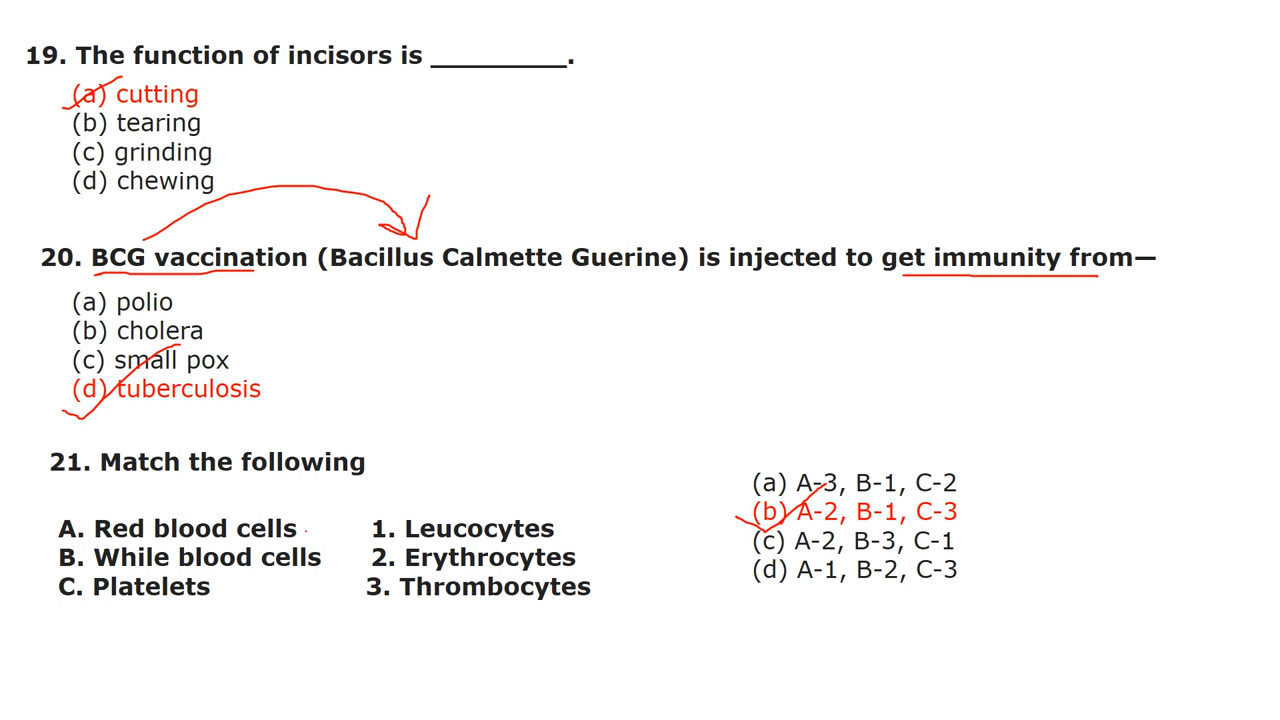 19. The function of incisors is __________.
(a) cutting
(b) tearing
(c) grinding
(d) chewing
20. BCG vaccination (Bacillus Calmette Guerine) is injected to get immunity from—
(a) polio
(b) cholera
(c) small pox
(d) tuberculosis
21. Match the following
A. Red blood cells 1. Leucocytes
B. While blood cells 2. Erythrocytes
C. Platelets 3. Thrombocytes
(a) A-3, B-1, C-2
(b) A-2, B-1, C-3
(c) A-2, B-3, C-1
(d) A-1, B-2, C-3